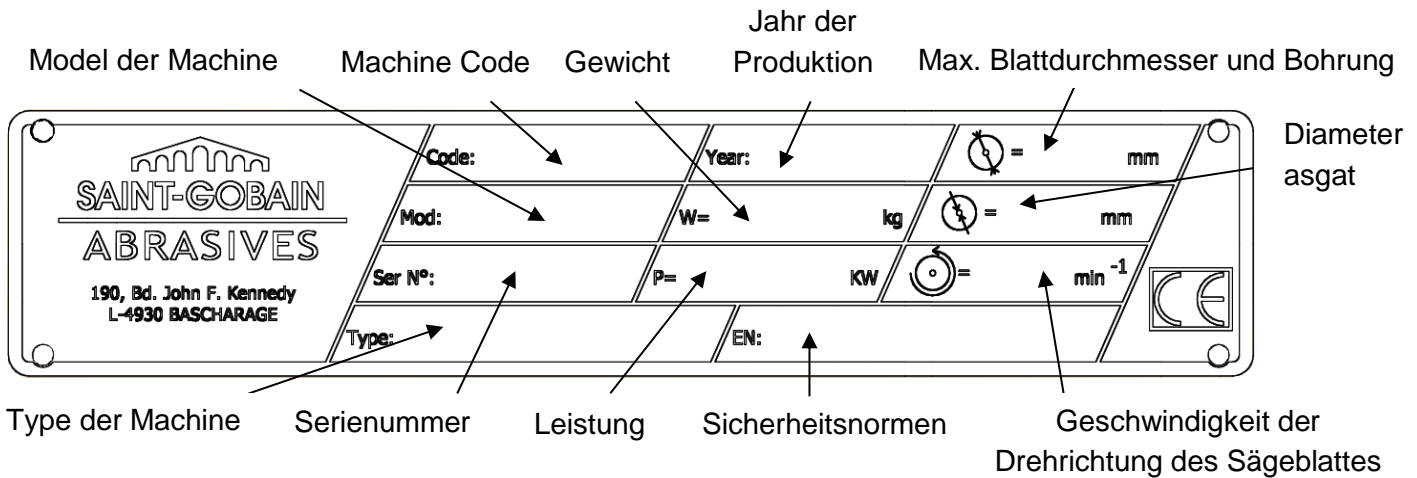 Jahr der
Model der Machine Machine Code Gewicht Produktion Max. Blattdurchmesser und Bohrung
Diameter
asgat
Code: Year: = mm
SAINT-GOBAIN
Mod: W= kg = mm
ABRASIVES
Ser N°: P= KW = min -1
190, Bd. John F. Kennedy
L-4930 BASCHARAGE
CE
Type: EN:
Type der Machine Serienummer Leistung Sicherheitsnormen Geschwindigkeit der
Drehrichtung des Sägeblattes